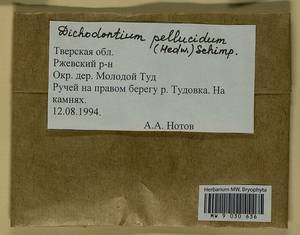 Dichodontium pellucidum
(Hedw.) Schimp.
Тверская обл.
Ржевский р-н
Окр. дер. Молодой Туд
Ручей на правом берегу р. Тудовка. На
камнях.
12.08.1994.
А.А. Нотов
Herbarium MW, Bryophyta
MW 9 030 636